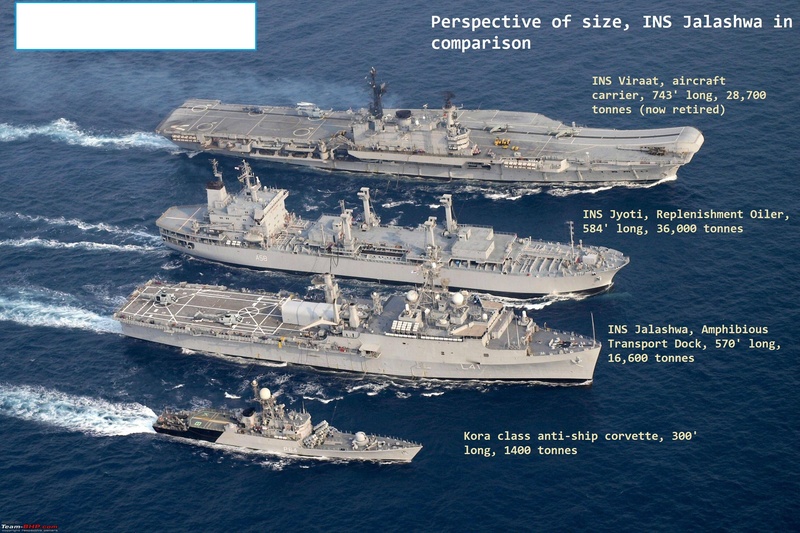 Perspective of size, INS Jalashwa in
comparison
INS Viraat, aircraft
carrier, 743' long, 28,700
tonnes (now retired)
INS Jyoti, Replenishment Oiler,
584' long, 36,000 tonnes
A58
INS Jalashwa, Amphibious
Transport Dock, 570' long,
16,600 tonnes
L41
Kora class anti-ship corvette, 300'
long, 1400 tonnes
Team-BHP.com